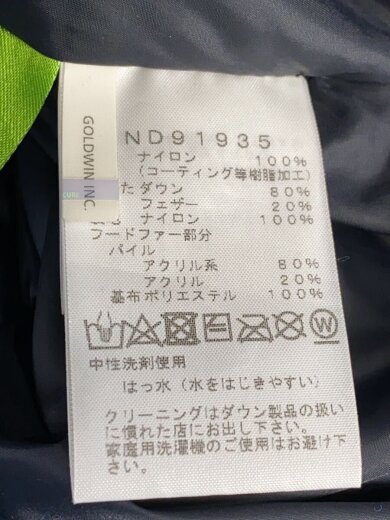 GOLDWIN INC.
ND91935
ナイロン 100%
(コーティング等樹脂加工)
たダウン 80%
フェザー 20%
ナイロン 100%
フードファー部分
パイル
アクリル系 80%
アクリル 20%
基布ポリエステル 100%
W
中性洗剤使用
はっ水(水をはじきやすい)
クリーニングはダウン製品の扱い
に慣れた店にお出し下さい。
家庭用洗濯機のご使用はお避け下
さい。